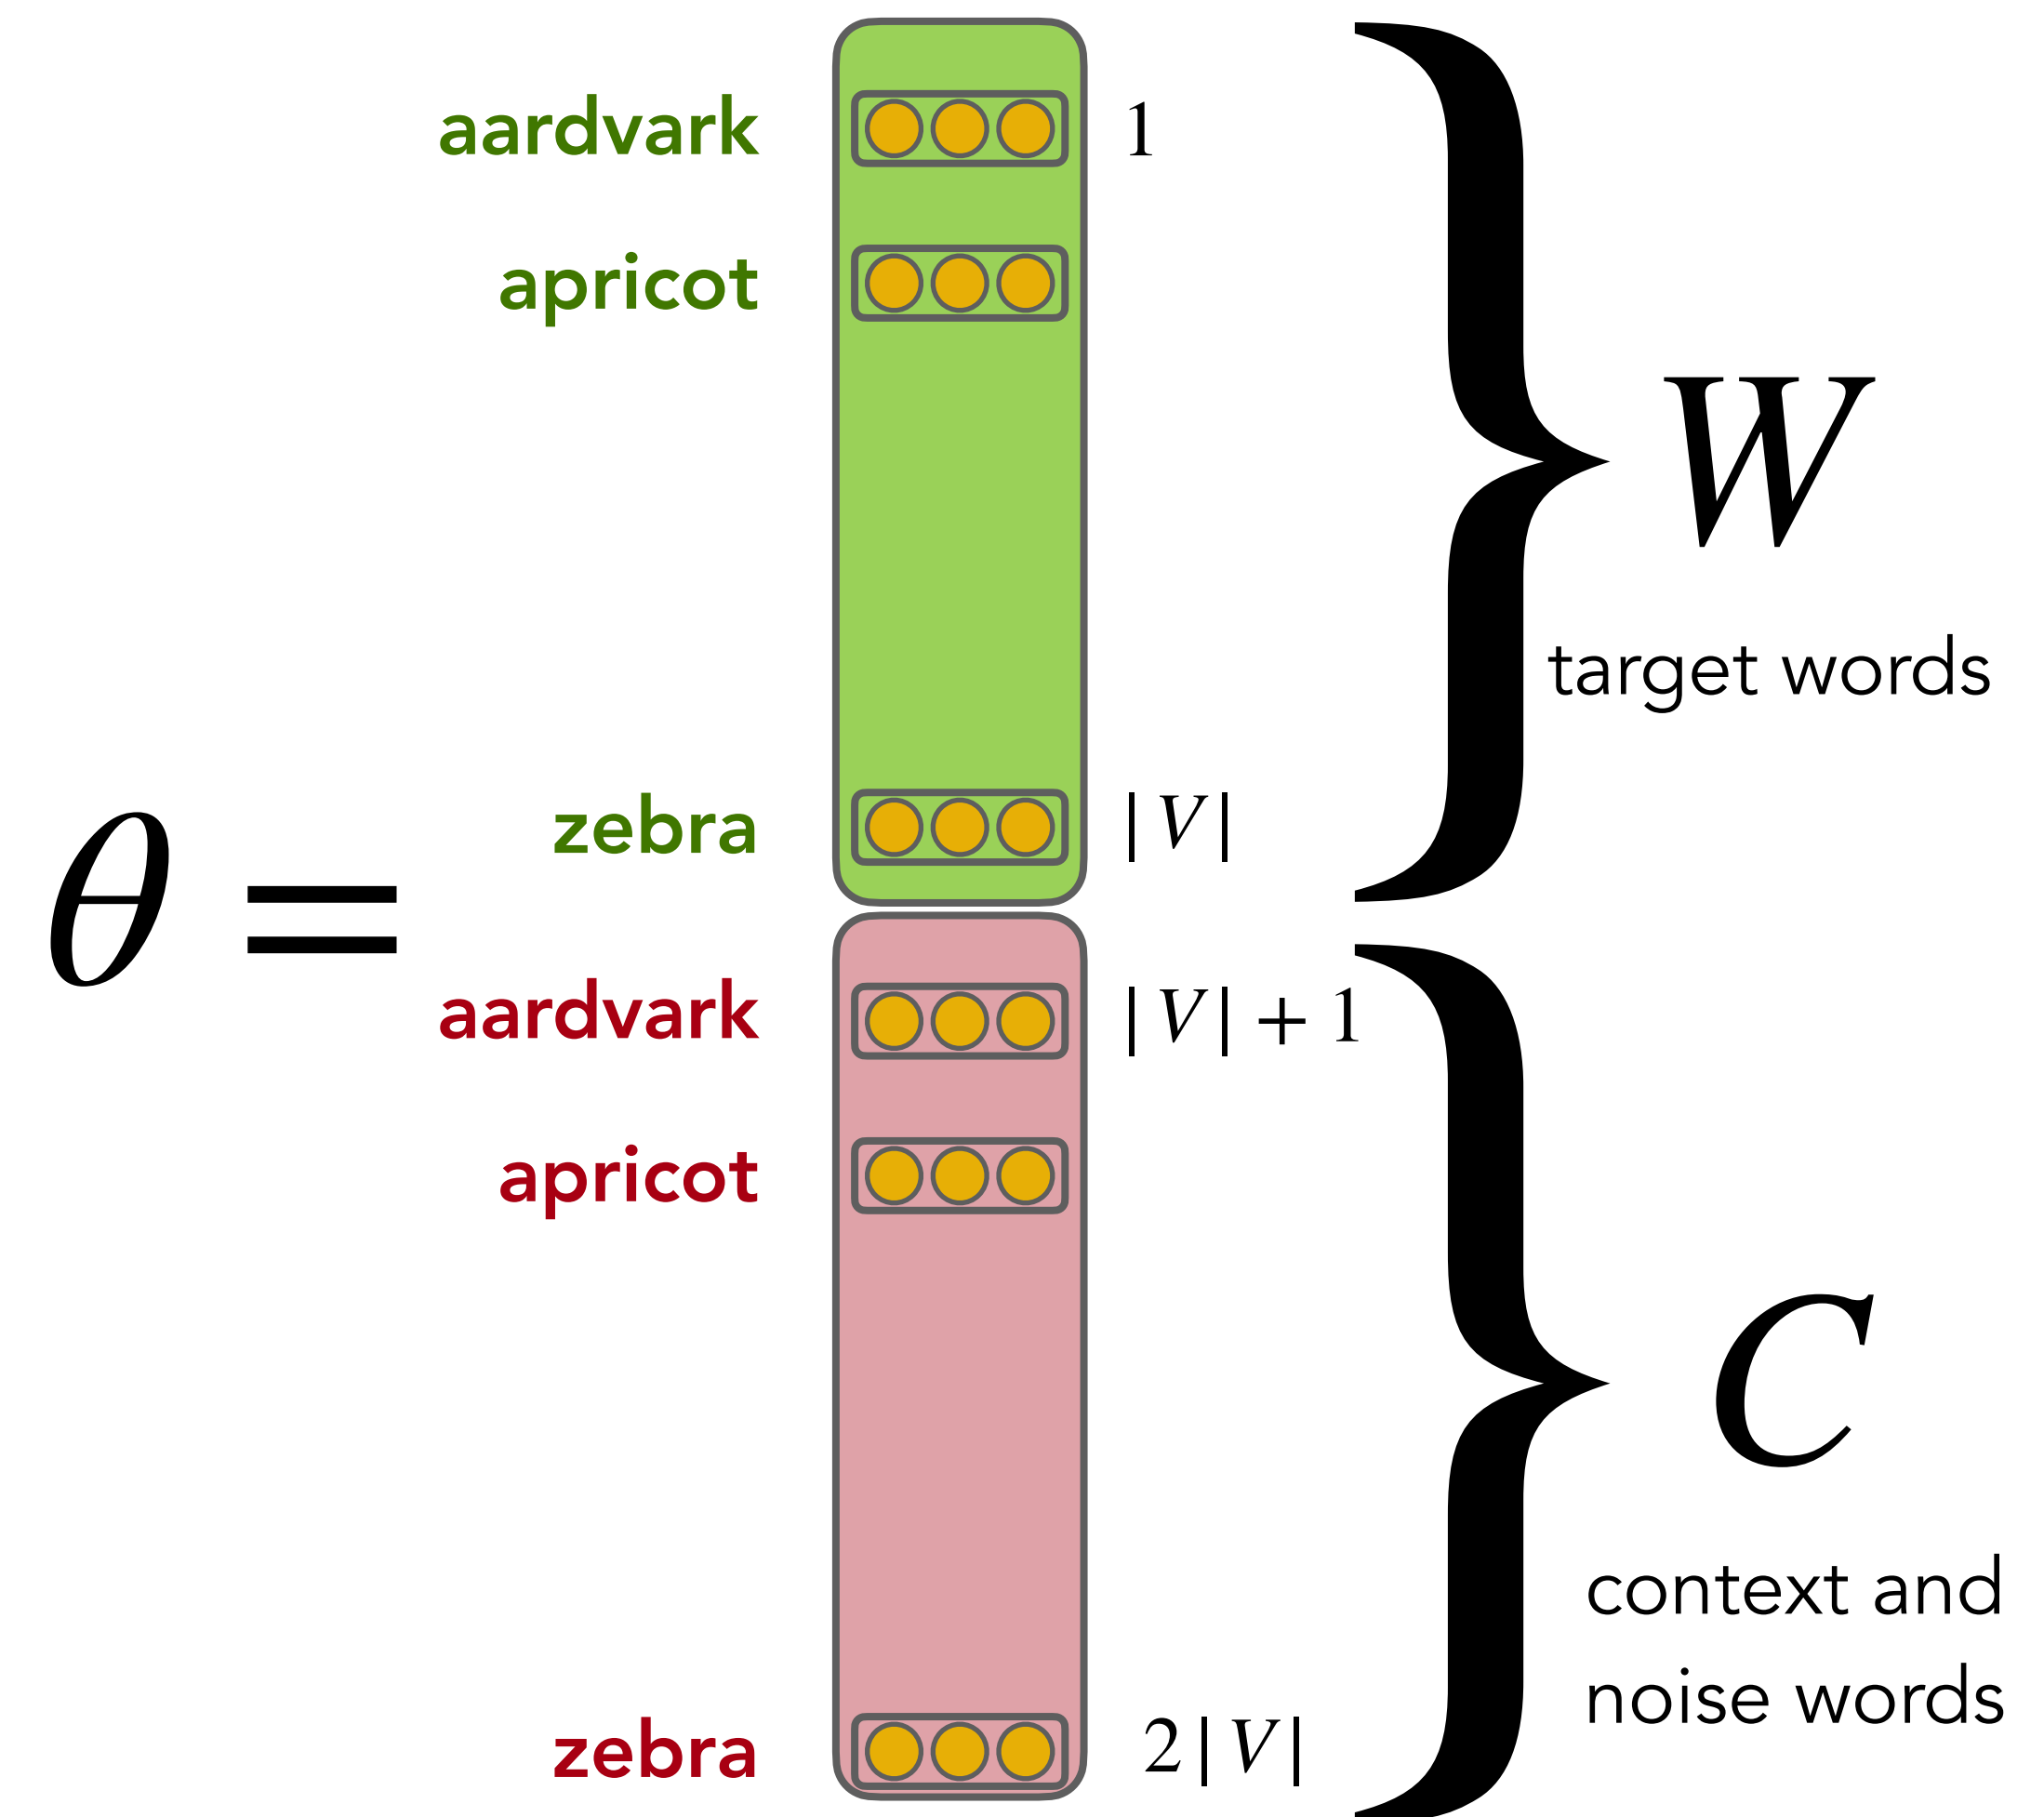 aardvark 1
apricot
W
target words
zebra |V|
θ =
aardvark |V| + 1
apricot
C
context and
noise words
zebra 2|V|